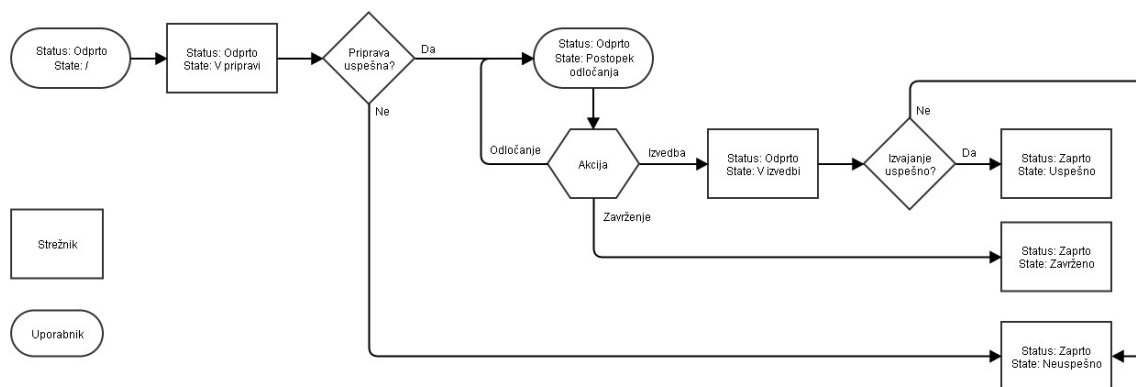 Status: Odprto
State: /
Status: Odprto
State: V pripravi
Priprava
uspešna?
Da
Ne
Status: Odprto
State: Postopek
odločanja
Odločanje
Akcija
Izvedba
Zavrženje
Status: Odprto
State: V izvedbi
Izvajanje
uspešno?
Ne
Da
Status: Zaprto
State: Uspešno
Strežnik
Status: Zaprto
State: Zavrženo
Uporabnik
Status: Zaprto
State: Neuspešno